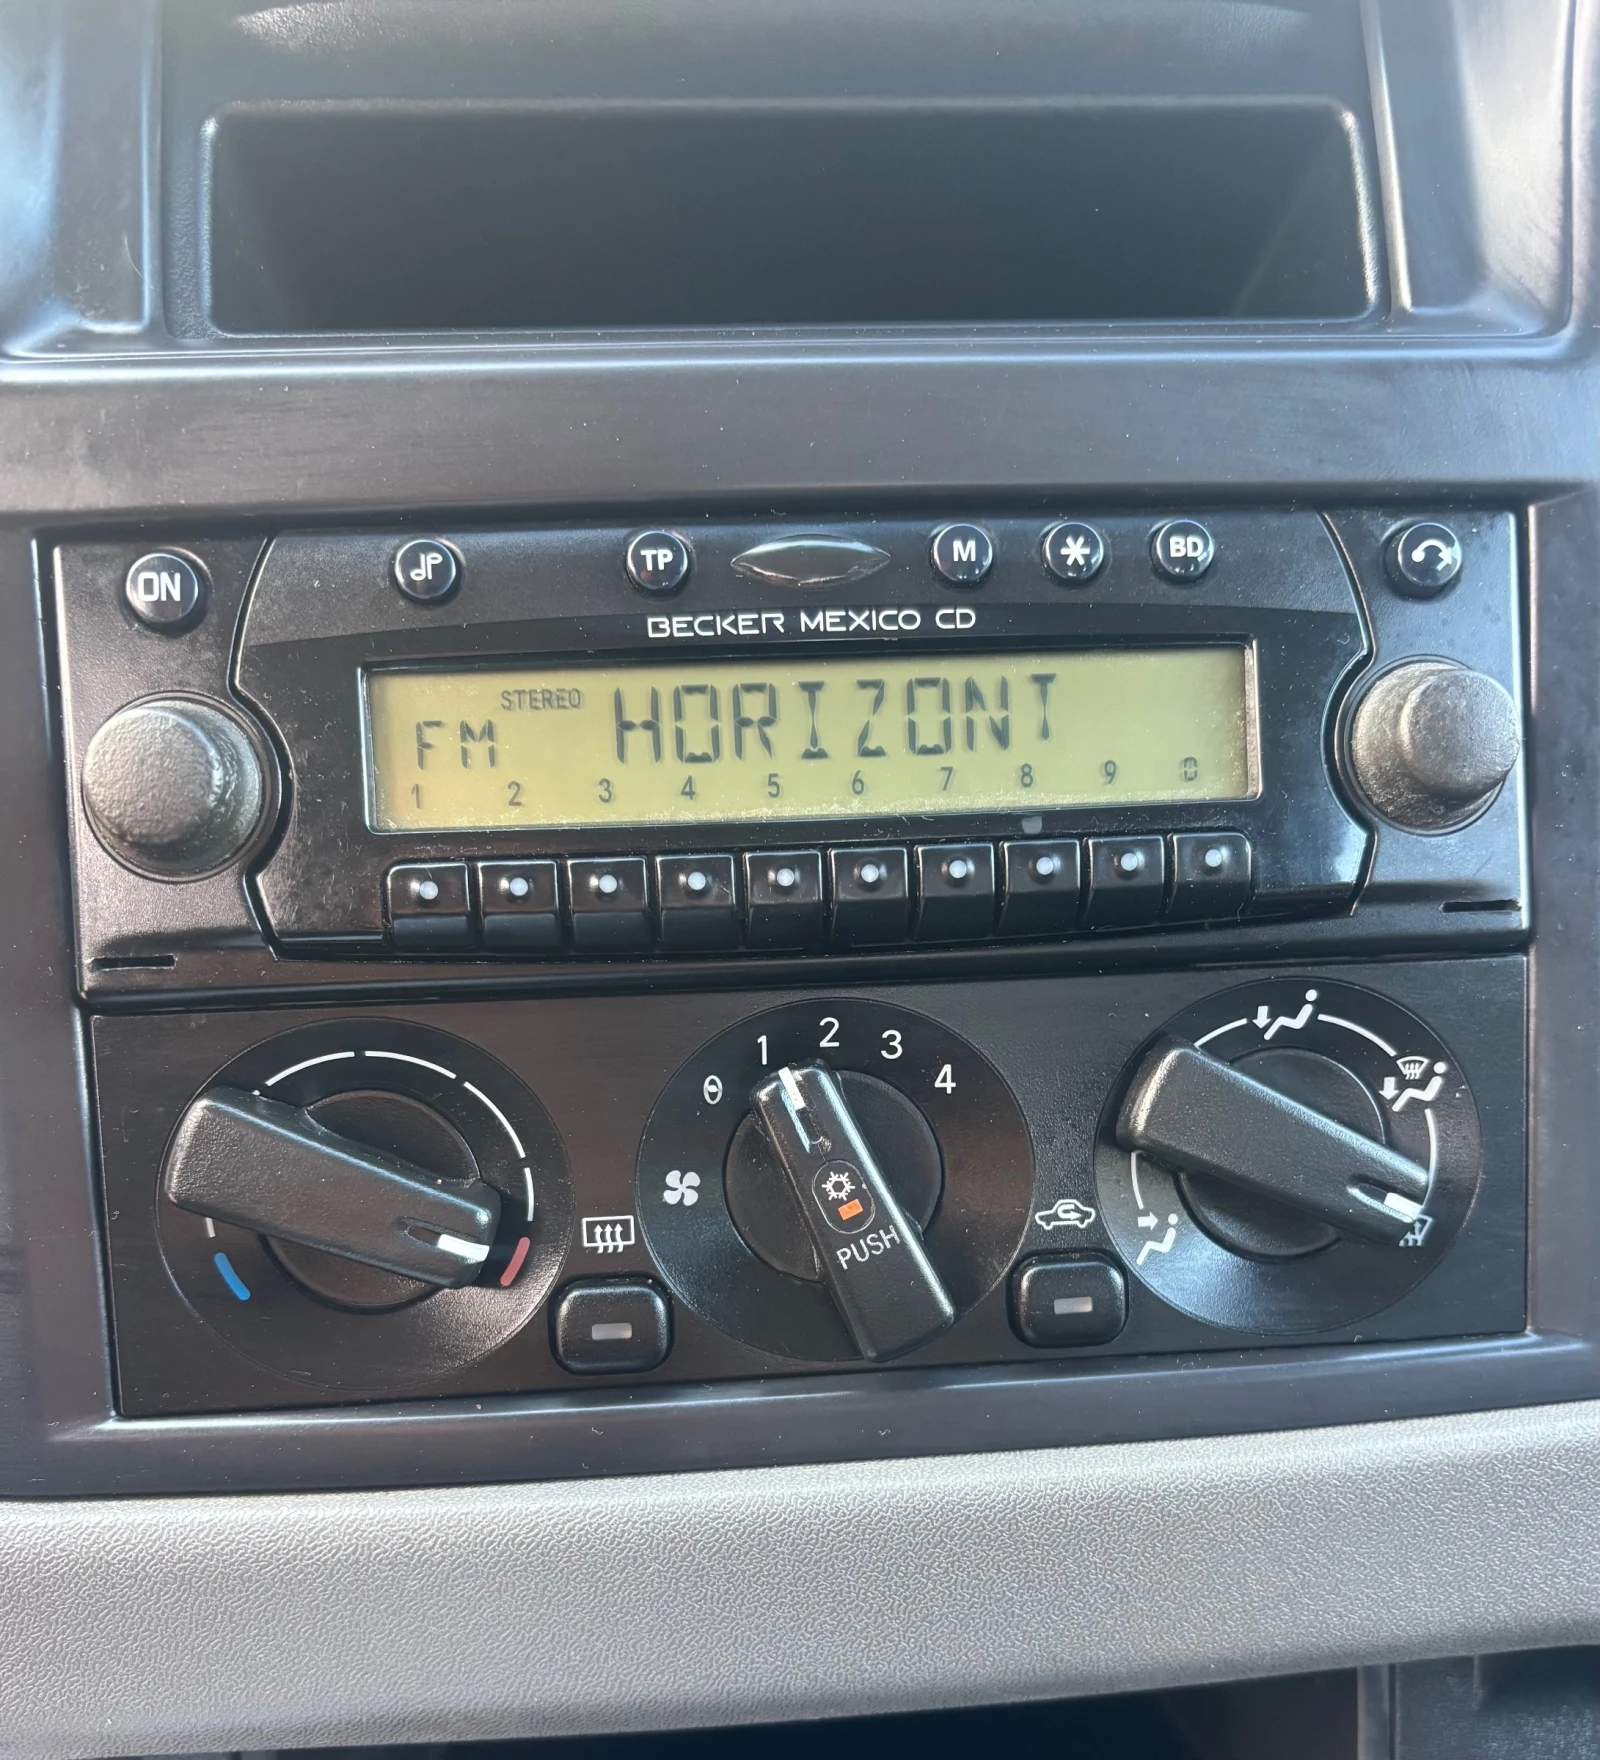 ON TP M BD
BECKER MEXICO CD
STEREO
FM HORIZONT
1 2 3 4 5 6 7 8 9 0
0 1 2 3 4
PUSH